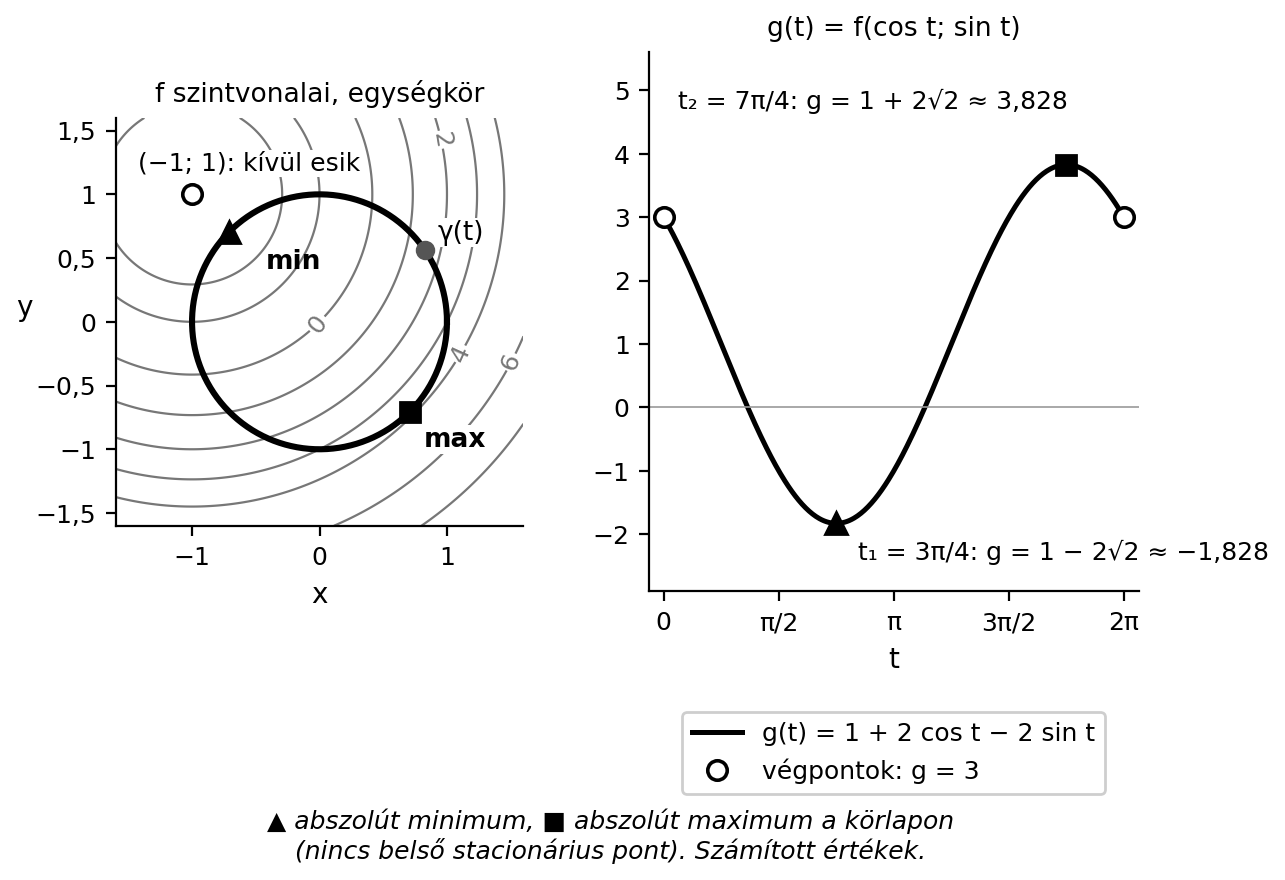 g(t) = f(cos t; sin t)
f szintvonalai, egységkör
1,5
1
0,5
0
−0,5
−1
−1,5
y
(−1; 1): kívül esik
γ(t)
min
max
2
0
4
6
−1
0
1
x
5
4
3
2
1
0
−1
−2
t₂ = 7π/4: g = 1 + 2√2 ≈ 3,828
t₁ = 3π/4: g = 1 − 2√2 ≈ −1,828
0
π/2
π
3π/2
2π
t
g(t) = 1 + 2 cos t − 2 sin t
végpontok: g = 3
▲ abszolút minimum, ■ abszolút maximum a körlapon
(nincs belső stacionárius pont). Számított értékek.